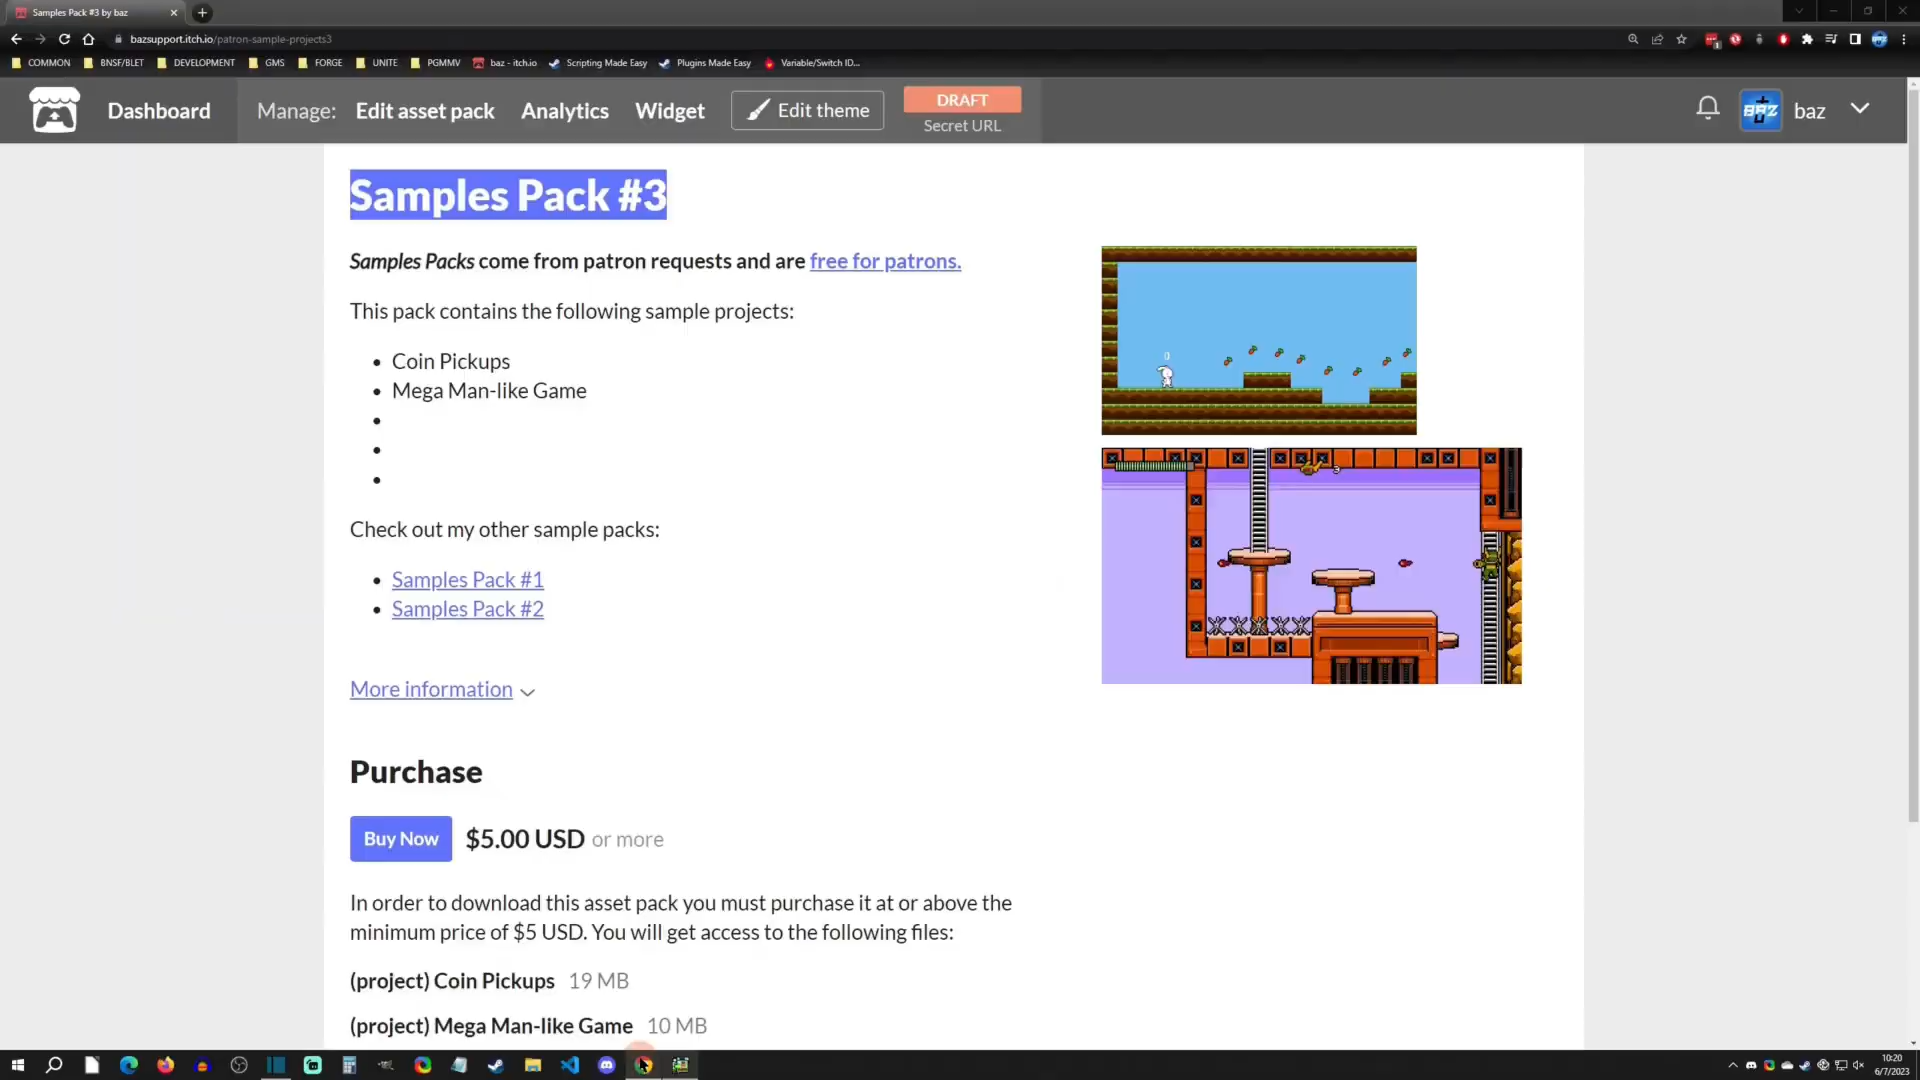 Samples Pack #3 by baz
bazsupport.itch.io/patron-sample-projects3
COMMON BNSF/BLET DEVELOPMENT GMS FORGE UNITE PGMMV baz - itch.io Scripting Made Easy Plugins Made Easy Variable/Switch ID...
Dashboard Manage: Edit asset pack Analytics Widget Edit theme DRAFT baz
Secret URL
Samples Pack #3
Samples Packs come from patron requests and are free for patrons.
This pack contains the following sample projects:
Coin Pickups
Mega Man-like Game
Check out my other sample packs:
Samples Pack #1
Samples Pack #2
More information
Purchase
Buy Now $5.00 USD or more
In order to download this asset pack you must purchase it at or above the
minimum price of $5 USD. You will get access to the following files:
(project) Coin Pickups 19 MB
(project) Mega Man-like Game 10 MB
10:20
6/7/2023